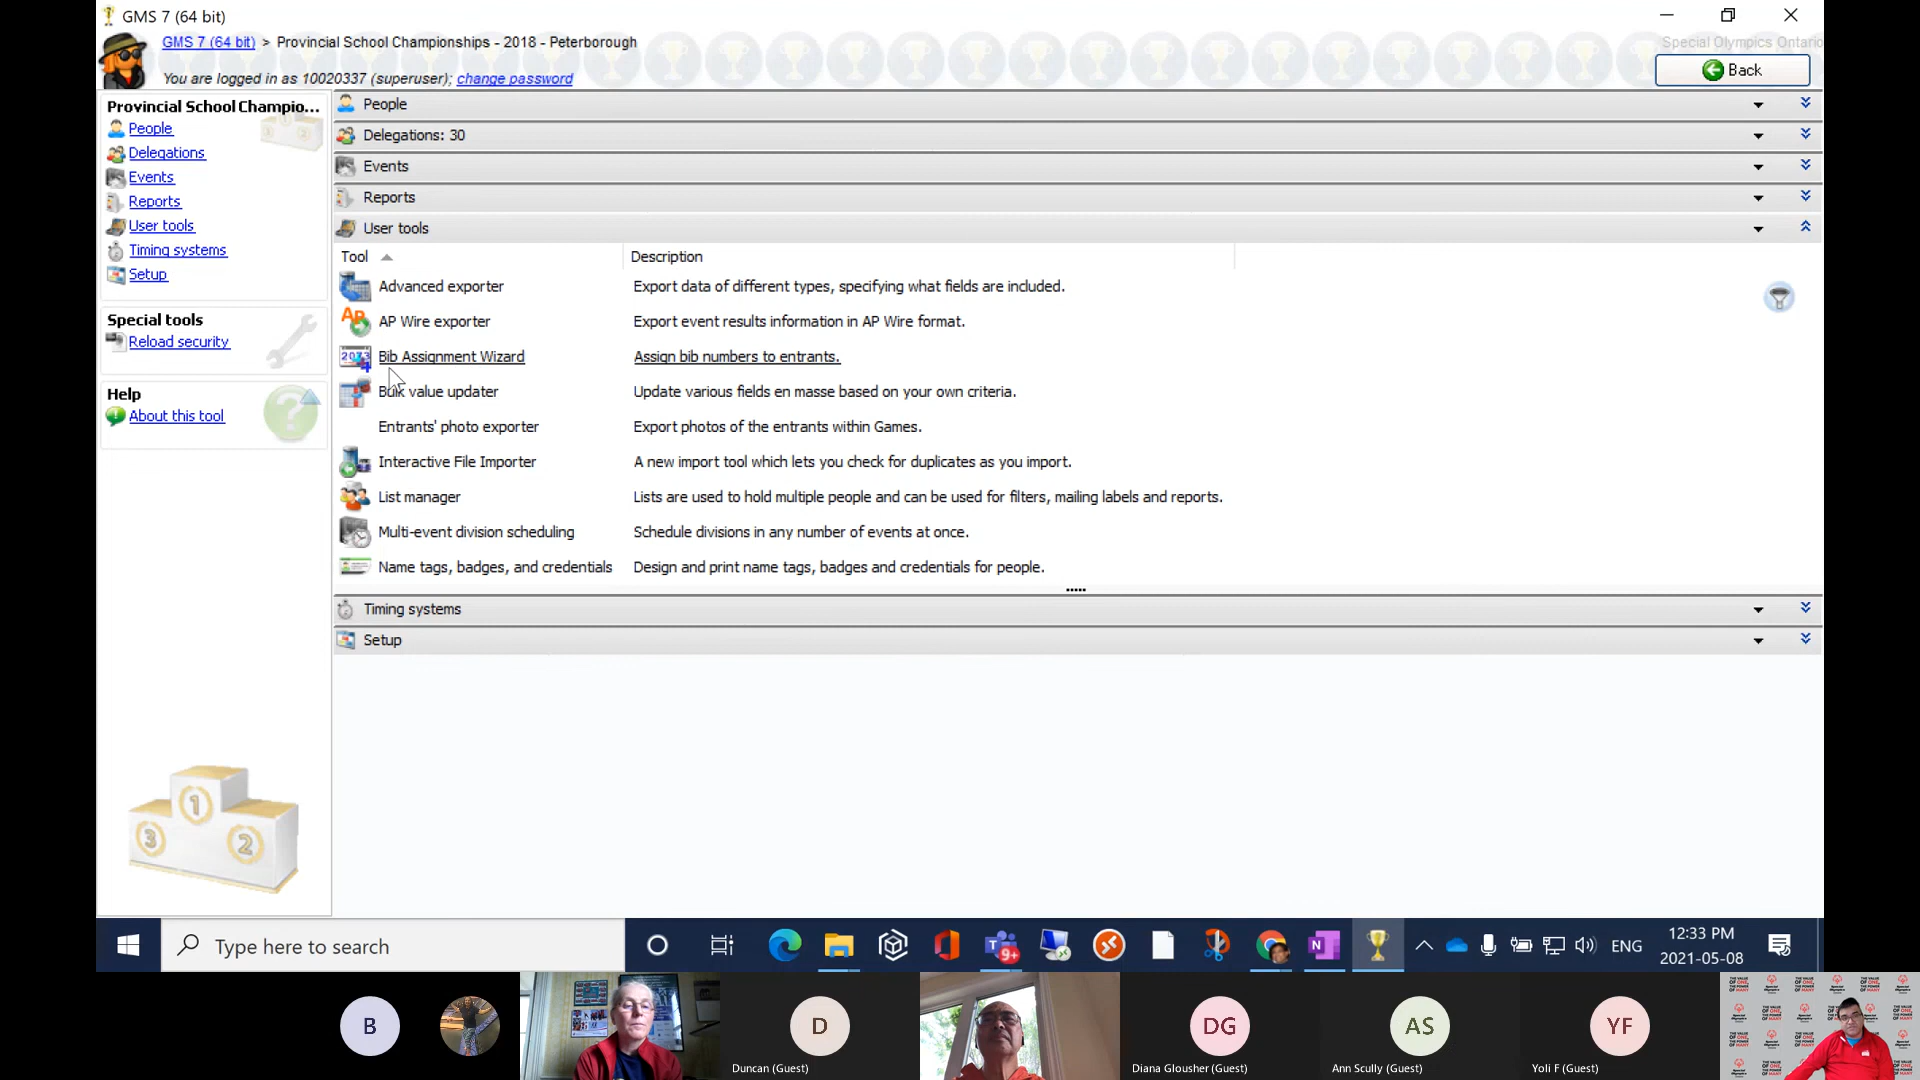 GMS 7 (64 bit)
GMS 7 (64 bit) > Provincial School Championships - 2018 - Peterborough
Special Olympics Ontario
You are logged in as 10020337 (superuser); change password
Back
Provincial School Champio...
People
Delegations
Events
Reports
User tools
Timing systems
Setup
Special tools
Reload security
Help
About this tool
People
Delegations: 30
Events
Reports
User tools
Tool Description
Advanced exporter Export data of different types, specifying what fields are included.
AP Wire exporter Export event results information in AP Wire format.
Bib Assignment Wizard Assign bib numbers to entrants.
Bulk value updater Update various fields en masse based on your own criteria.
Entrants' photo exporter Export photos of the entrants within Games.
Interactive File Importer A new import tool which lets you check for duplicates as you import.
List manager Lists are used to hold multiple people and can be used for filters, mailing labels and reports.
Multi-event division scheduling Schedule divisions in any number of events at once.
Name tags, badges, and credentials Design and print name tags, badges and credentials for people.
Timing systems
Setup
1
3 2
Type here to search
9+
ENG
12:33 PM
2021-05-08
B
D
DG
AS
YF
Duncan (Guest)
Diana Glousher (Guest)
Ann Scully (Guest)
Yoli F (Guest)